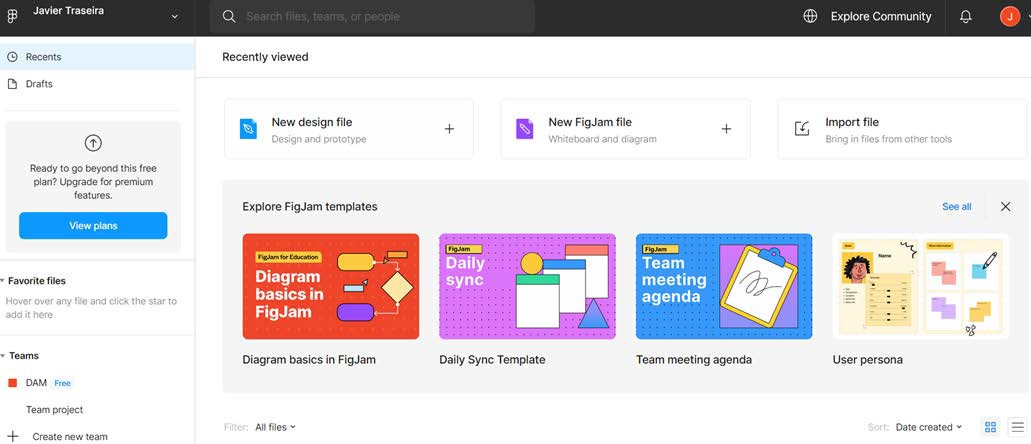 Javier Traseira
Search files, teams, or people
Explore Community
J
Recents
Drafts
Ready to go beyond this free
plan? Upgrade for premium
features.
View plans
Favorite files
Hover over any file and click the star to
add it here
Teams
DAM Free
Team project
Create new team
Recently viewed
New design file
Design and prototype
New FigJam file
Whiteboard and diagram
Import file
Bring in files from other tools
Explore FigJam templates
See all
FigJam for Education
Diagram
basics in
FigJam
Diagram basics in FigJam
FigJam
Daily
sync
Daily Sync Template
FigJam
Team
meeting
agenda
Team meeting agenda
Name
User persona
Filter: All files
Sort: Date created